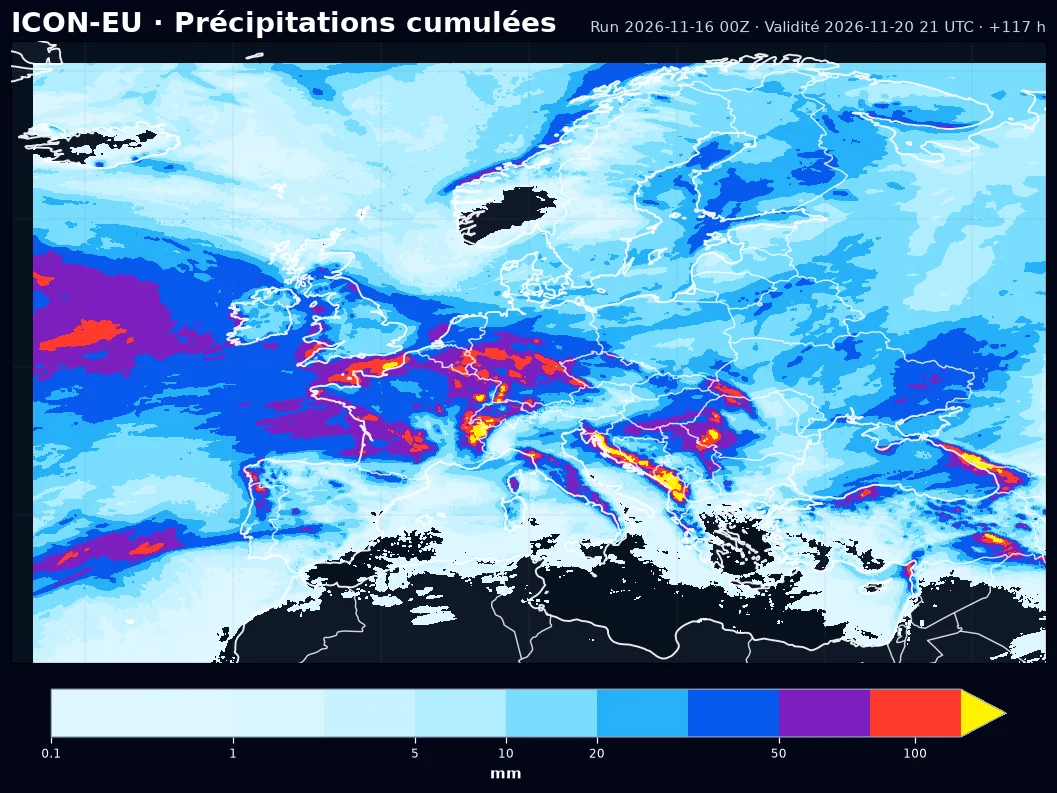 ICON-EU · Précipitations cumulées
Run 2026-11-16 00Z · Validité 2026-11-20 21 UTC · +117 h
0.1 1 5 10 20 50 100
mm